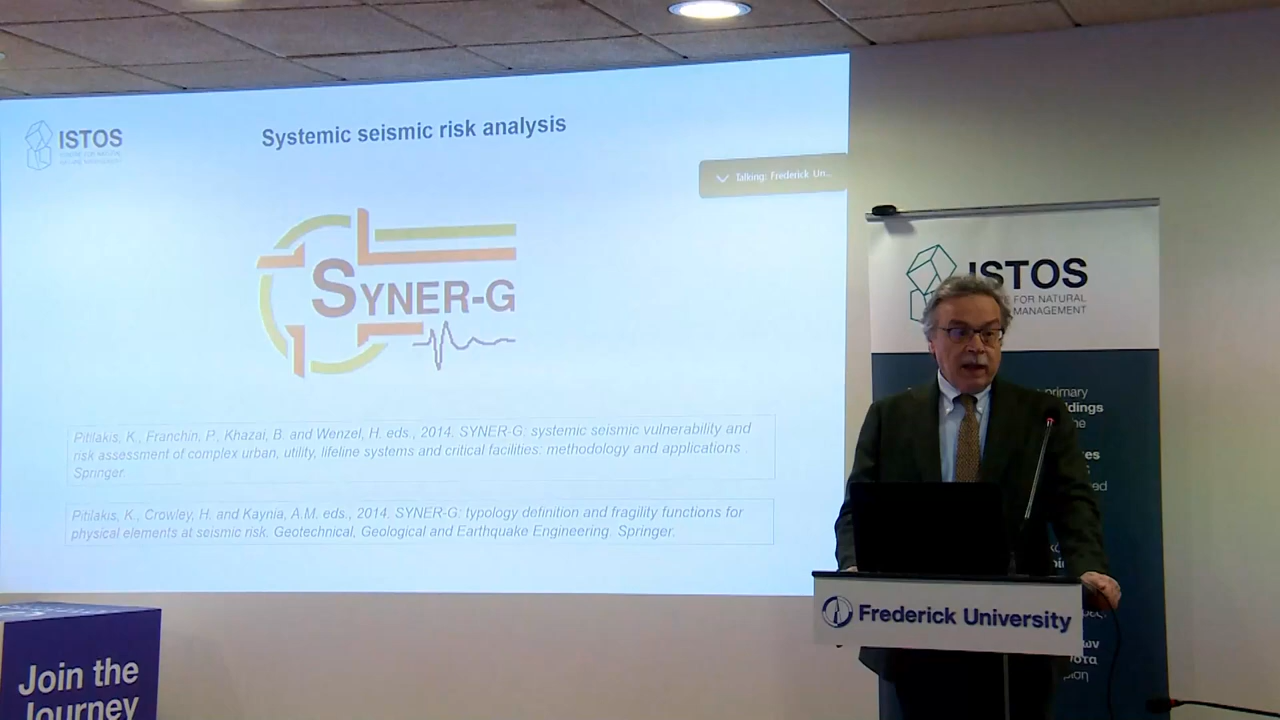 ISTOS
Systemic seismic risk analysis
Talking: Frederick Un...
SYNER-G
Pitilakis, K., Franchin, P., Khazai, B. and Wenzel, H. eds., 2014. SYNER-G: systemic seismic vulnerability and
risk assessment of complex urban, utility, lifeline systems and critical facilities: methodology and applications .
Springer.
Pitilakis, K., Crowley, H. and Kaynia, A.M. eds., 2014. SYNER-G: typology definition and fragility functions for
physical elements at seismic risk. Geotechnical, Geological and Earthquake Engineering. Springer.
ISTOS
E FOR NATURAL
MANAGEMENT
primary
ldings
Frederick University
Join the
Journey